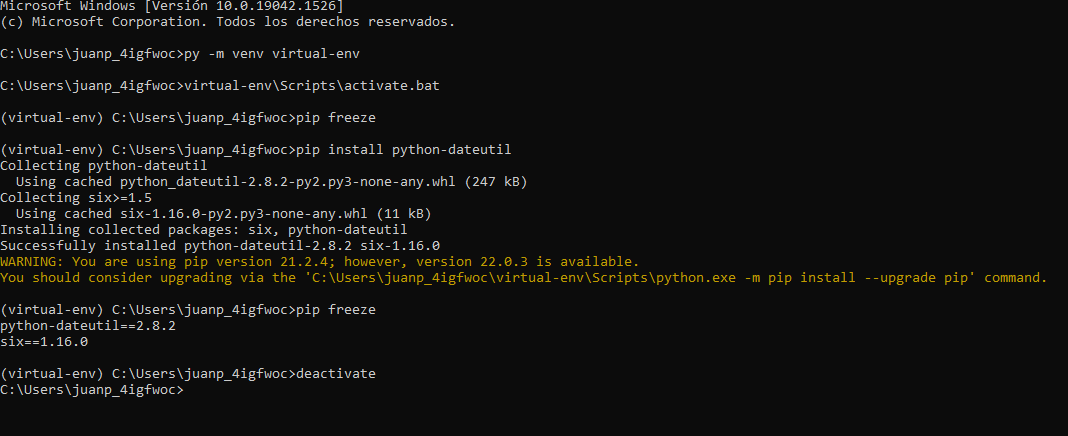 Microsoft Windows [Versión 10.0.19042.1526]
(c) Microsoft Corporation. Todos los derechos reservados.
C:\Users\juanp_4igfwoc>py -m venv virtual-env
C:\Users\juanp_4igfwoc>virtual-env\Scripts\activate.bat
(virtual-env) C:\Users\juanp_4igfwoc>pip freeze
(virtual-env) C:\Users\juanp_4igfwoc>pip install python-dateutil
Collecting python-dateutil
  Using cached python_dateutil-2.8.2-py2.py3-none-any.whl (247 kB)
Collecting six>=1.5
  Using cached six-1.16.0-py2.py3-none-any.whl (11 kB)
Installing collected packages: six, python-dateutil
Successfully installed python-dateutil-2.8.2 six-1.16.0
WARNING: You are using pip version 21.2.4; however, version 22.0.3 is available.
You should consider upgrading via the 'C:\Users\juanp_4igfwoc\virtual-env\Scripts\python.exe -m pip install --upgrade pip' command.
(virtual-env) C:\Users\juanp_4igfwoc>pip freeze
python-dateutil==2.8.2
six==1.16.0
(virtual-env) C:\Users\juanp_4igfwoc>deactivate
C:\Users\juanp_4igfwoc>